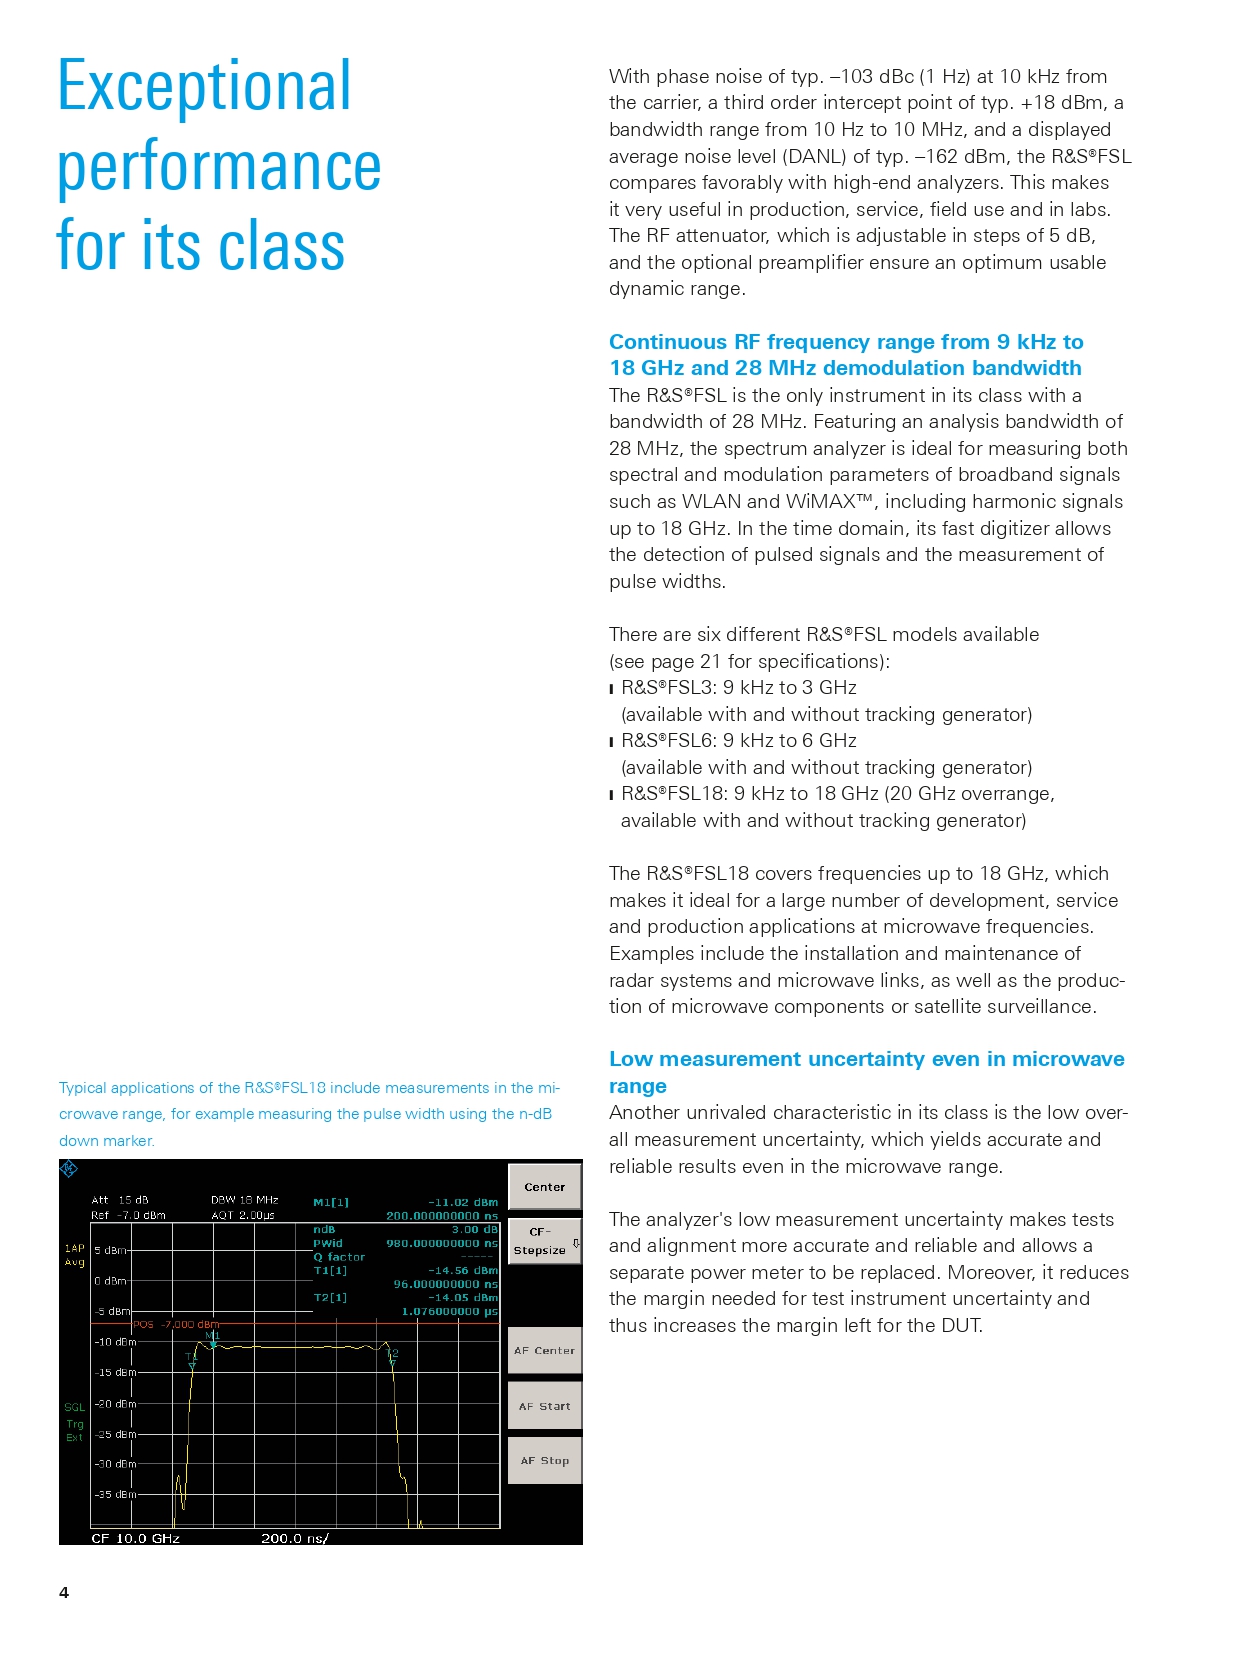 Exceptional
performance
for its class
With phase noise of typ. –103 dBc (1 Hz) at 10 kHz from
the carrier, a third order intercept point of typ. +18 dBm, a
bandwidth range from 10 Hz to 10 MHz, and a displayed
average noise level (DANL) of typ. –162 dBm, the R&S®FSL
compares favorably with high-end analyzers. This makes
it very useful in production, service, field use and in labs.
The RF attenuator, which is adjustable in steps of 5 dB,
and the optional preamplifier ensure an optimum usable
dynamic range.
Continuous RF frequency range from 9 kHz to
18 GHz and 28 MHz demodulation bandwidth
The R&S®FSL is the only instrument in its class with a
bandwidth of 28 MHz. Featuring an analysis bandwidth of
28 MHz, the spectrum analyzer is ideal for measuring both
spectral and modulation parameters of broadband signals
such as WLAN and WiMAX™, including harmonic signals
up to 18 GHz. In the time domain, its fast digitizer allows
the detection of pulsed signals and the measurement of
pulse widths.
There are six different R&S®FSL models available
(see page 21 for specifications):
❙ R&S®FSL3: 9 kHz to 3 GHz
(available with and without tracking generator)
❙ R&S®FSL6: 9 kHz to 6 GHz
(available with and without tracking generator)
❙ R&S®FSL18: 9 kHz to 18 GHz (20 GHz overrange,
available with and without tracking generator)
The R&S®FSL18 covers frequencies up to 18 GHz, which
makes it ideal for a large number of development, service
and production applications at microwave frequencies.
Examples include the installation and maintenance of
radar systems and microwave links, as well as the produc-
tion of microwave components or satellite surveillance.
Low measurement uncertainty even in microwave
range
Another unrivaled characteristic in its class is the low over-
all measurement uncertainty, which yields accurate and
reliable results even in the microwave range.
The analyzer's low measurement uncertainty makes tests
and alignment more accurate and reliable and allows a
separate power meter to be replaced. Moreover, it reduces
the margin needed for test instrument uncertainty and
thus increases the margin left for the DUT.
Typical applications of the R&S®FSL18 include measurements in the mi-
crowave range, for example measuring the pulse width using the n-dB
down marker.
Att 15 dB DBW 18 MHz M1[1] -11.02 dBm
Ref -7.0 dBm AQT 2.00µs 200.000000000 ns
ndB 3.00 dB
PWid 980.000000000 ns
Q factor -----
T1[1] -14.56 dBm
96.000000000 ns
T2[1] -14.05 dBm
1.076000000 µs
1AP
Avg
5 dBm
0 dBm
-5 dBm
POS -7.000 dBm
M1
-10 dBm
T2
-15 dBm
-20 dBm
-25 dBm
-30 dBm
-35 dBm
SGL
Trg
Ext
CF 10.0 GHz 200.0 ns/
Center
CF-
Stepsize
AF Center
AF Start
AF Stop
4